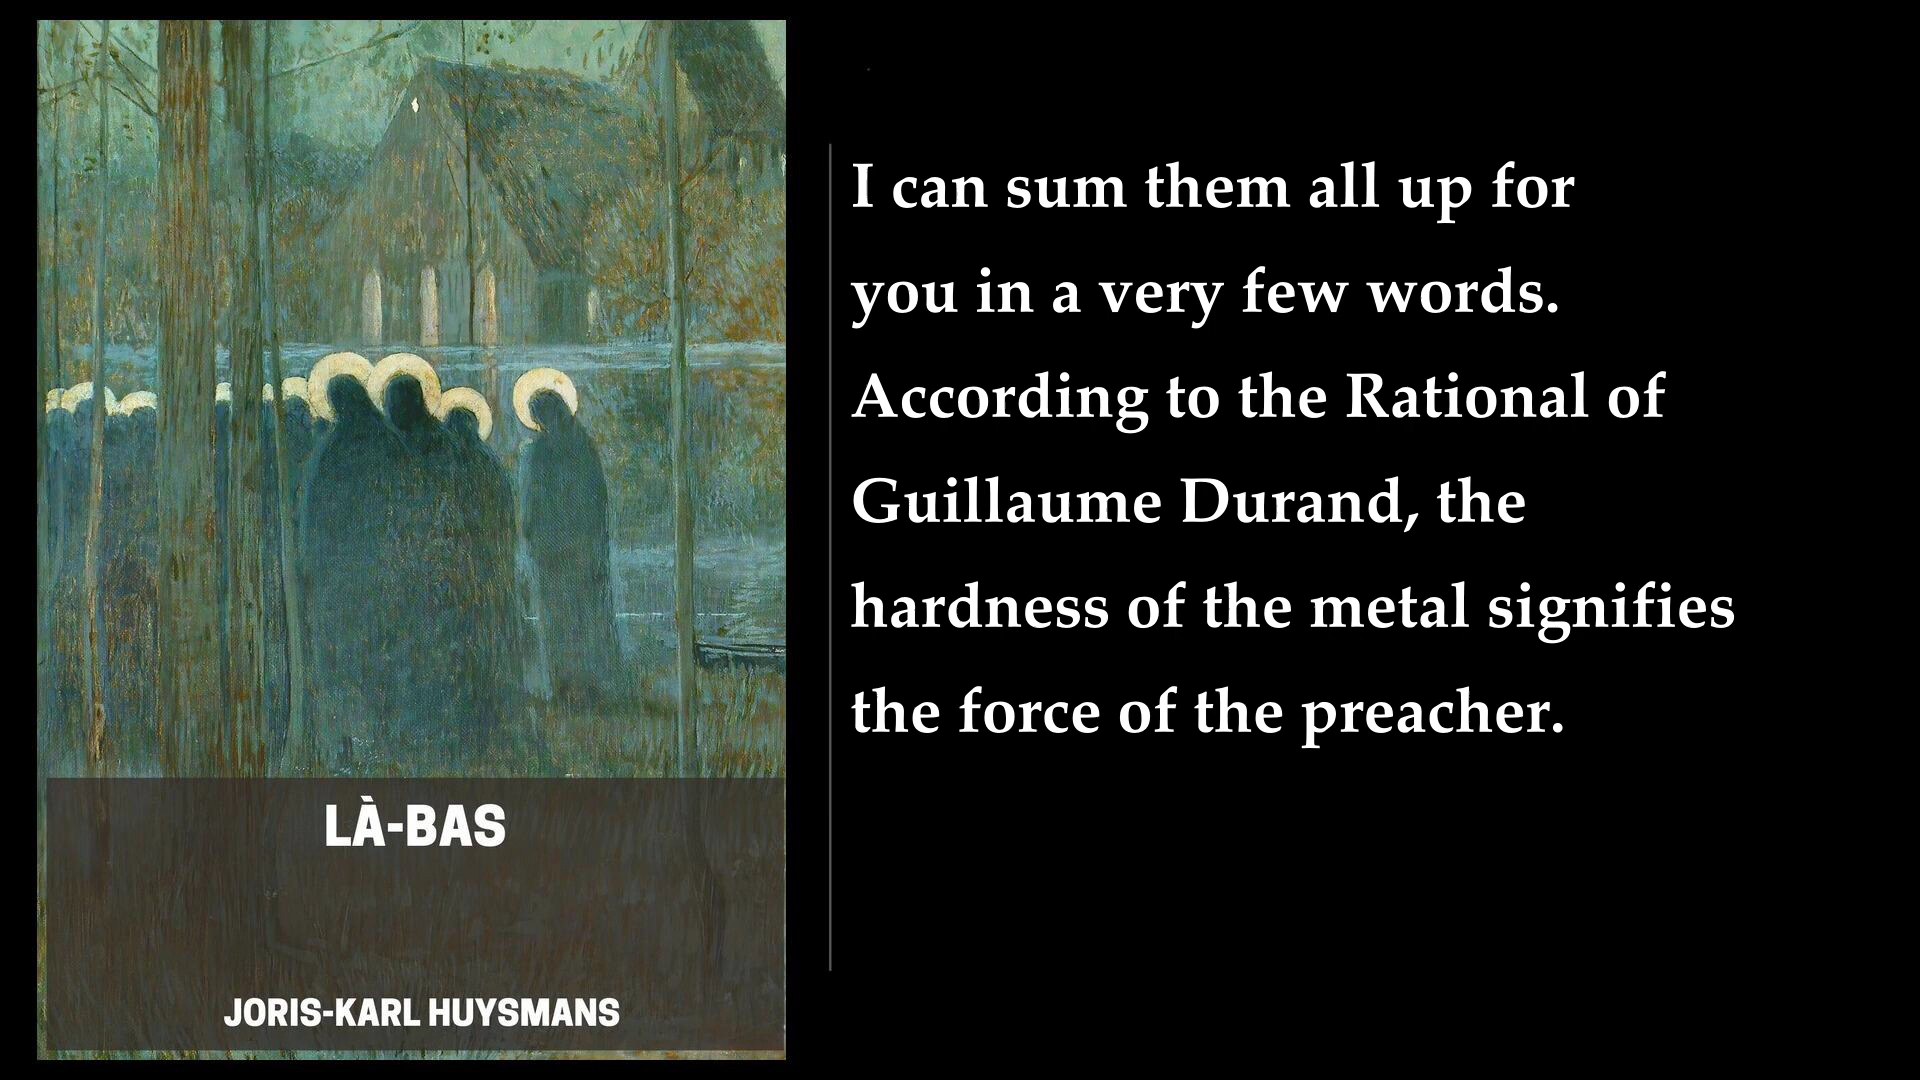 LÀ-BAS
JORIS-KARL HUYSMANS
I can sum them all up for
you in a very few words.
According to the Rational of
Guillaume Durand, the
hardness of the metal signifies
the force of the preacher.